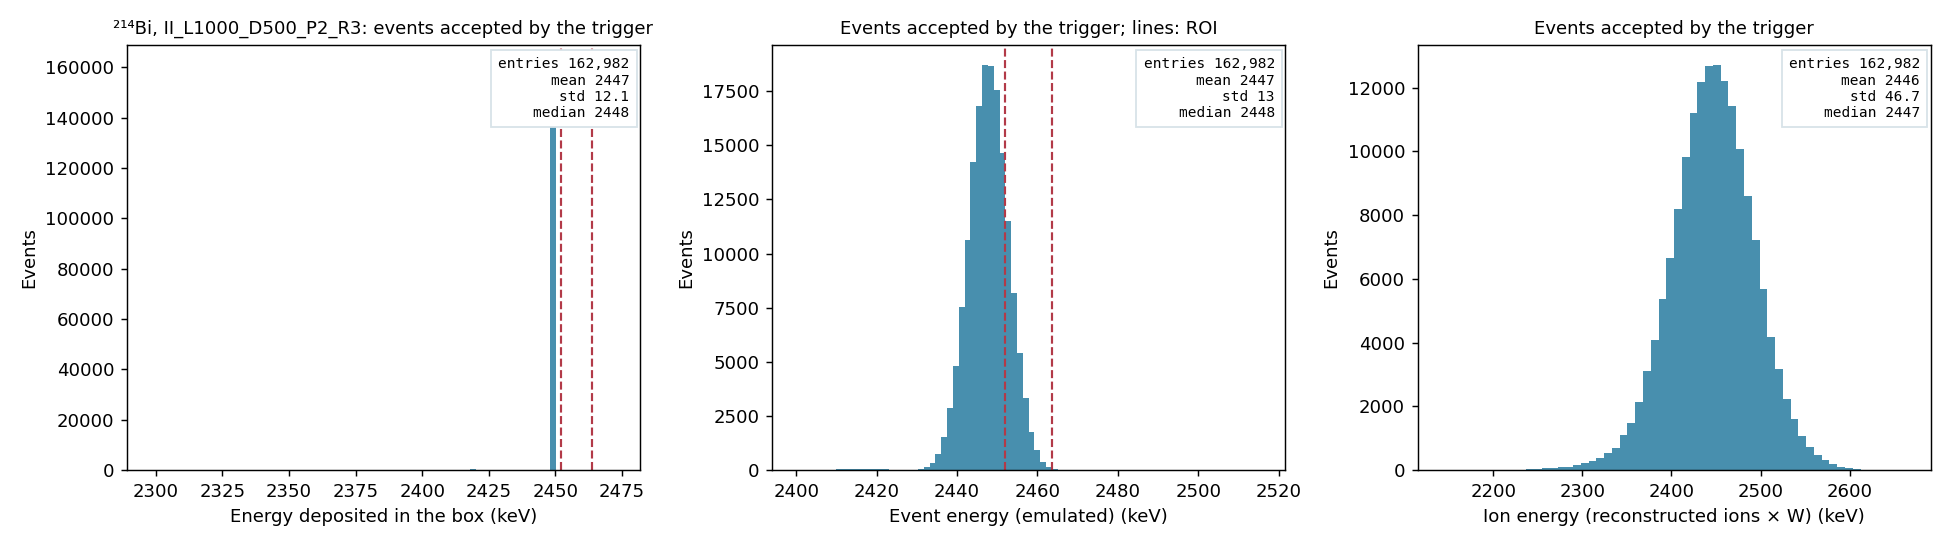 ²¹⁴Bi, II_L1000_D500_P2_R3: events accepted by the trigger
entries 162,982
mean 2447
std 12.1
median 2448
Events
160000
140000
120000
100000
80000
60000
40000
20000
0
2300 2325 2350 2375 2400 2425 2450 2475
Energy deposited in the box (keV)
Events accepted by the trigger; lines: ROI
entries 162,982
mean 2447
std 13
median 2448
Events
17500
15000
12500
10000
7500
5000
2500
0
2400 2420 2440 2460 2480 2500 2520
Event energy (emulated) (keV)
Events accepted by the trigger
entries 162,982
mean 2446
std 46.7
median 2447
Events
12000
10000
8000
6000
4000
2000
0
2200 2300 2400 2500 2600
Ion energy (reconstructed ions × W) (keV)